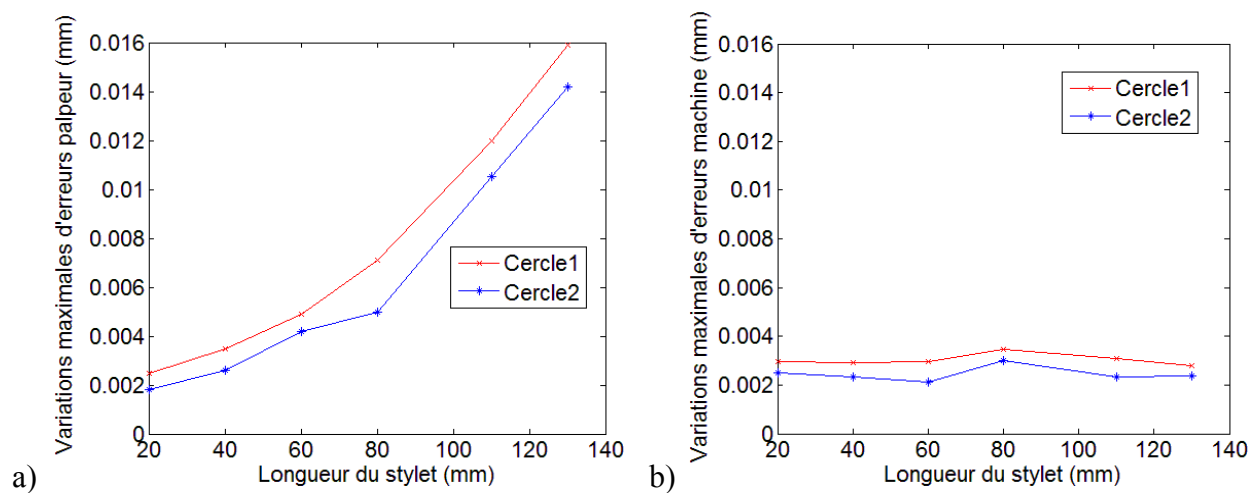 Variations maximales d'erreurs palpeur (mm)
0.016
0.014
0.012
0.01
0.008
0.006
0.004
0.002
0
Cercle1
Cercle2
20 40 60 80 100 120 140
Longueur du stylet (mm)
a)
Variations maximales d'erreurs machine (mm)
0.016
0.014
0.012
0.01
0.008
0.006
0.004
0.002
0
Cercle1
Cercle2
20 40 60 80 100 120 140
Longueur du stylet (mm)
b)